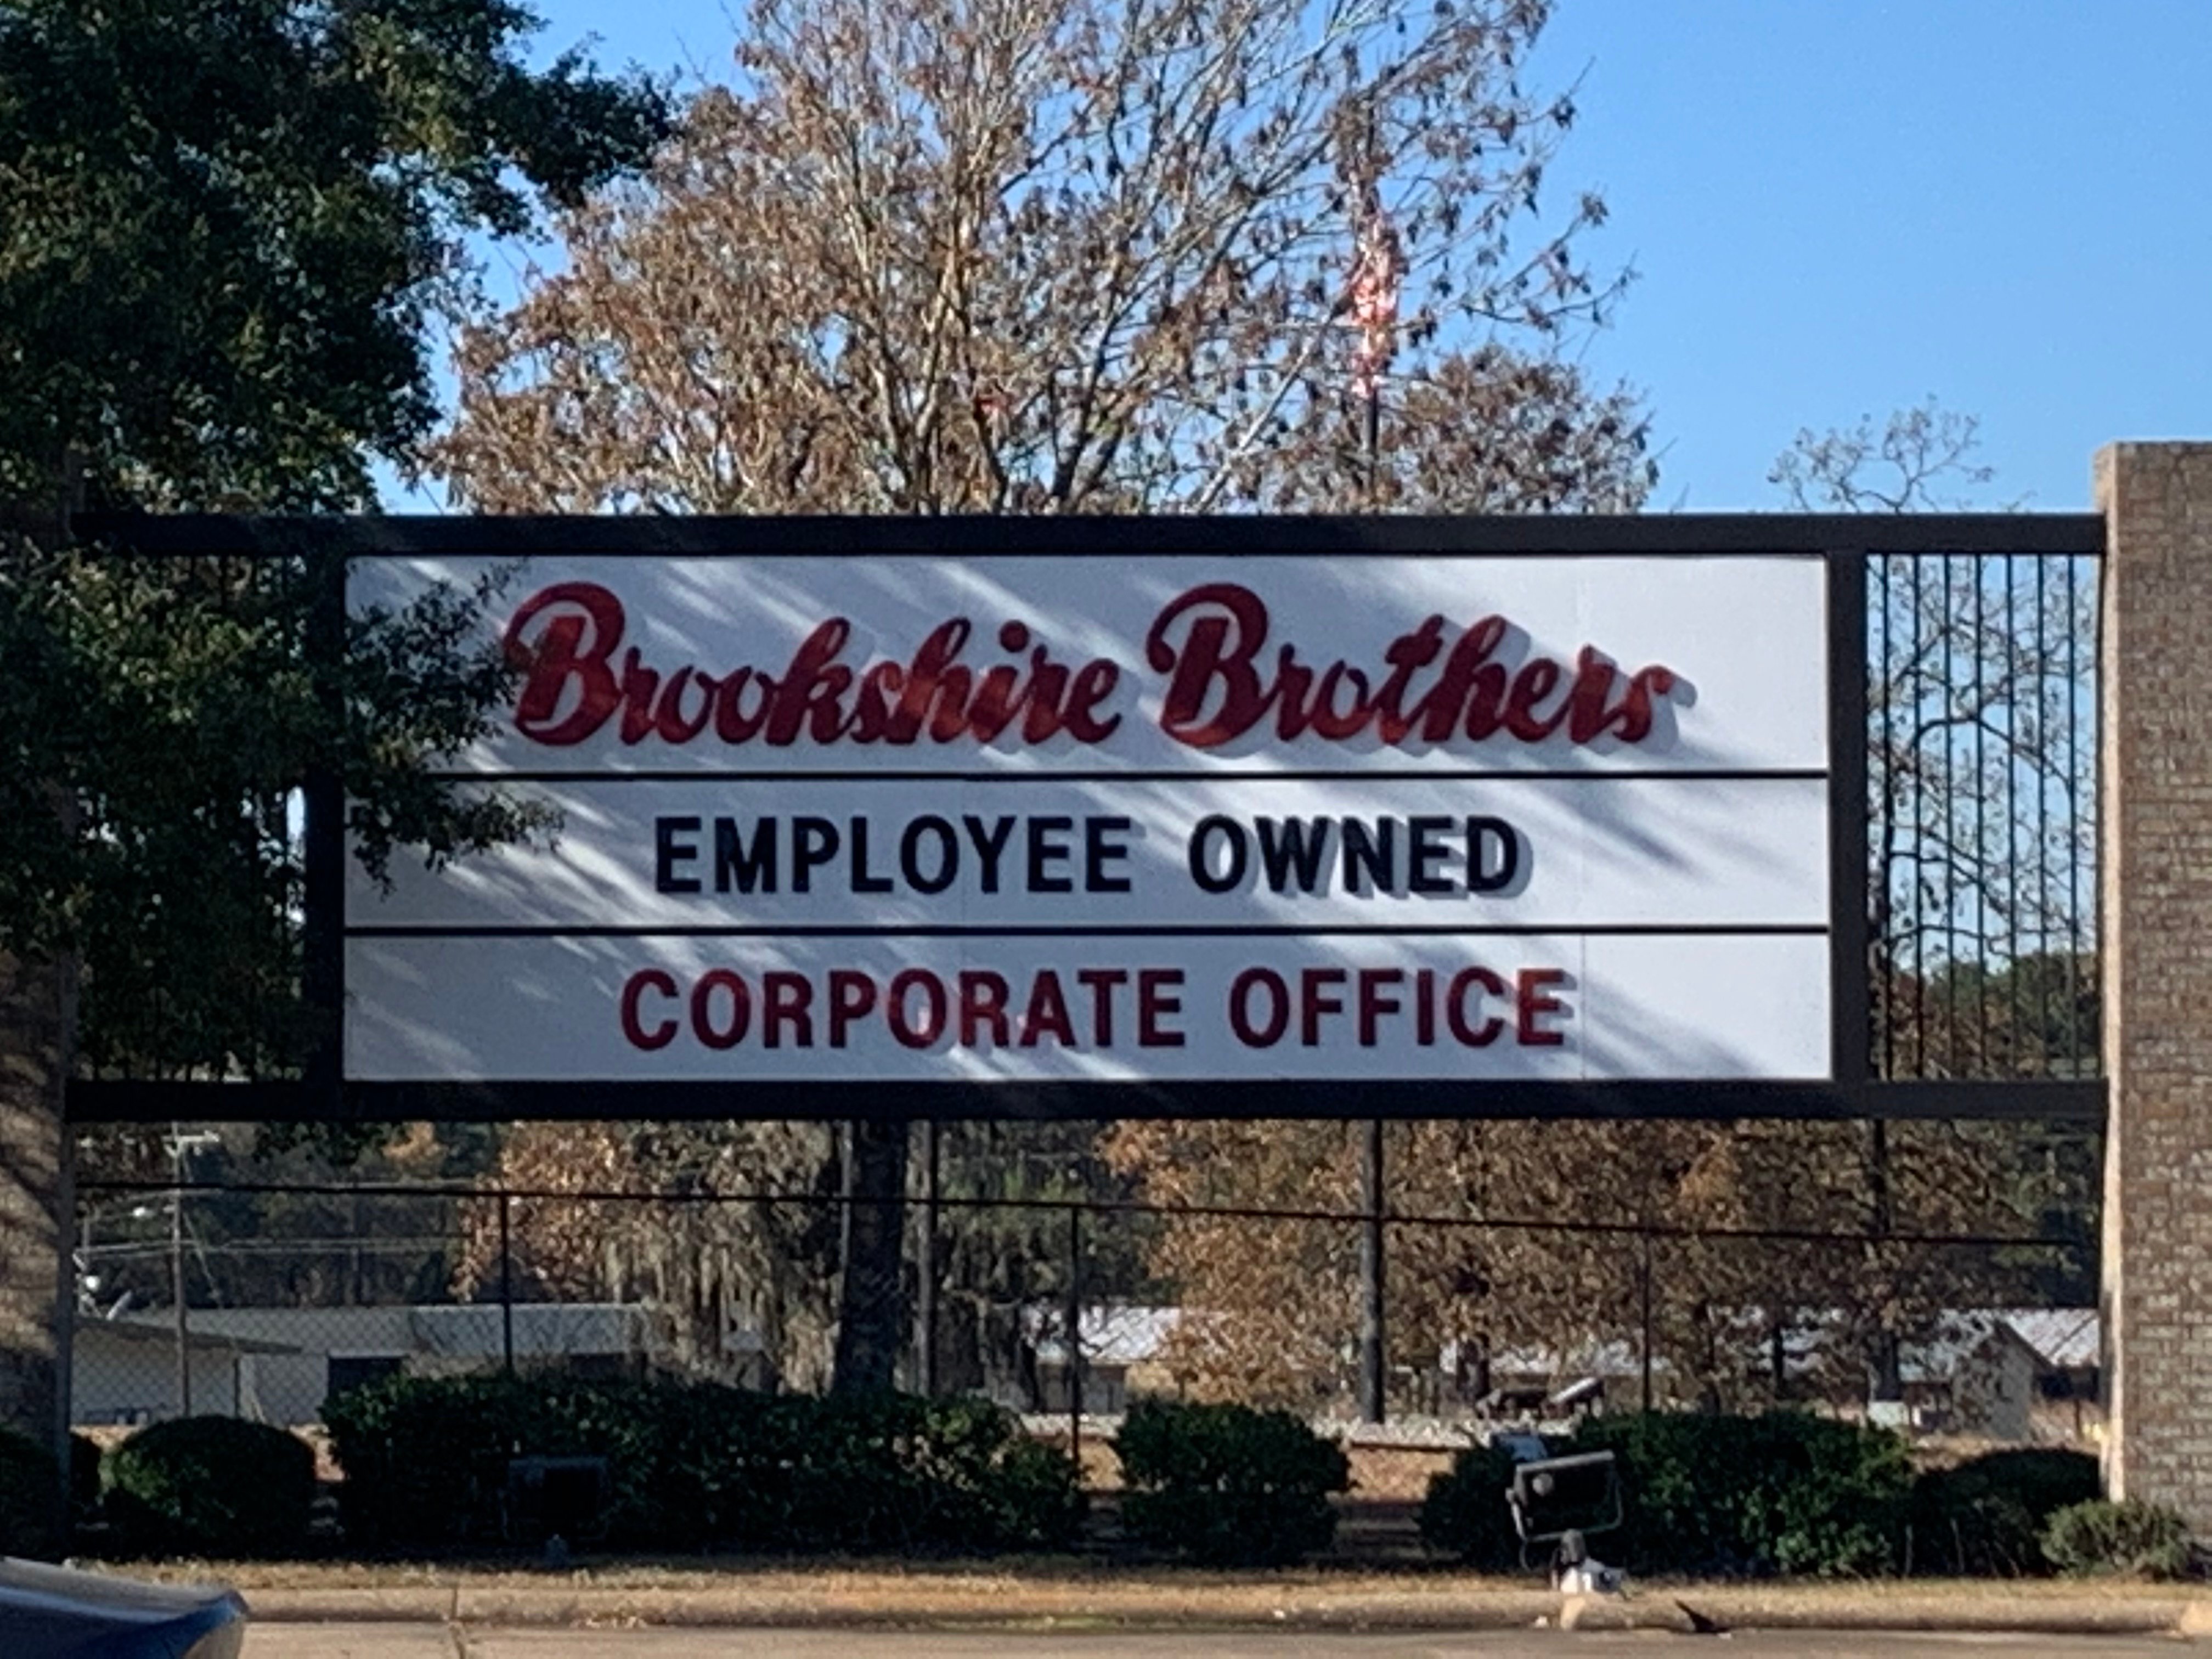 Brookshire Brothers
EMPLOYEE OWNED
CORPORATE OFFICE